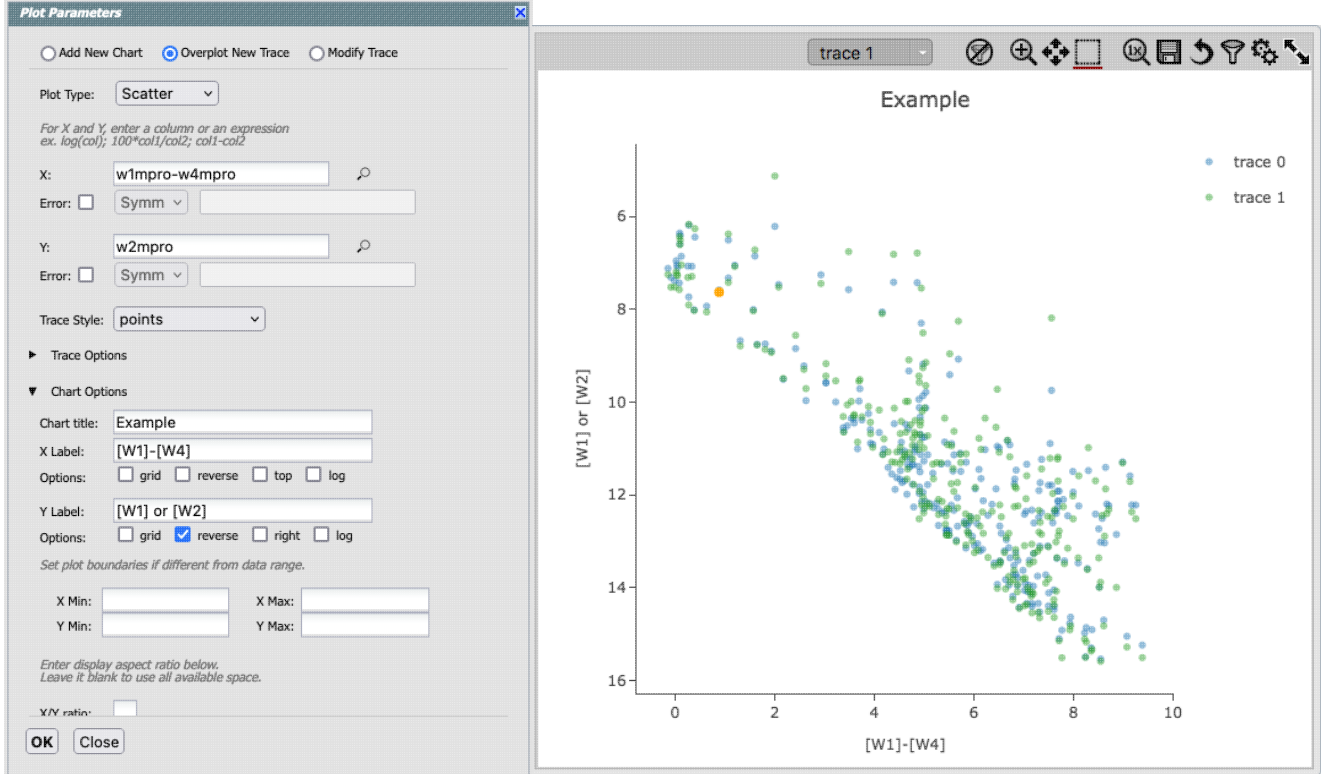 Plot Parameters
Add New Chart Overplot New Trace Modify Trace
Plot Type: Scatter
For X and Y, enter a column or an expression
ex. log(col); 100*col1/col2; col1-col2
X: w1mpro-w4mpro
Error: Symm
Y: w2mpro
Error: Symm
Trace Style: points
Trace Options
Chart Options
Chart title: Example
X Label: [W1]-[W4]
Options: grid reverse top log
Y Label: [W1] or [W2]
Options: grid reverse right log
Set plot boundaries if different from data range.
X Min: X Max:
Y Min: Y Max:
Enter display aspect ratio below.
Leave it blank to use all available space.
X/Y ratio:
OK Close
trace 1
1x
Example
trace 0
trace 1
[W1] or [W2]
6
8
10
12
14
16
0 2 4 6 8 10
[W1]-[W4]